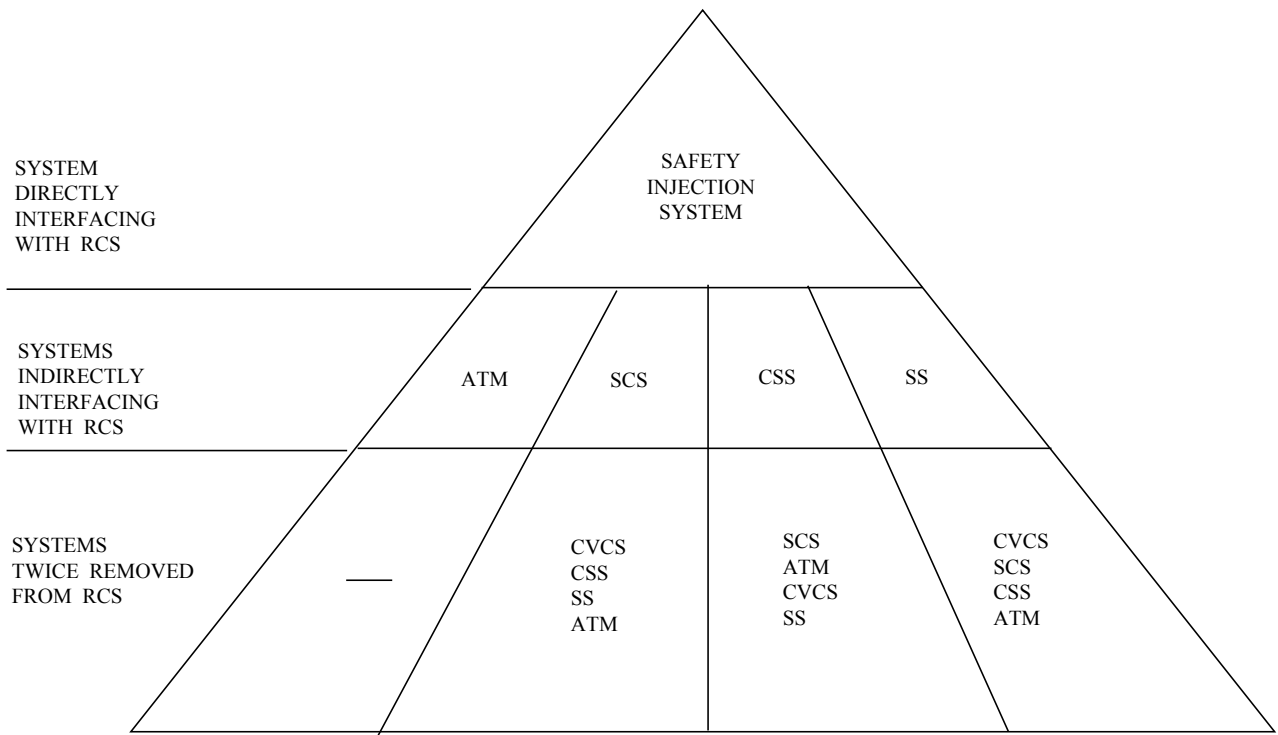 SYSTEM
DIRECTLY
INTERFACING
WITH RCS
SAFETY
INJECTION
SYSTEM
SYSTEMS
INDIRECTLY
INTERFACING
WITH RCS
ATM
SCS
CSS
SS
SYSTEMS
TWICE REMOVED
FROM RCS
CVCS
CSS
SS
ATM
SCS
ATM
CVCS
SS
CVCS
SCS
CSS
ATM